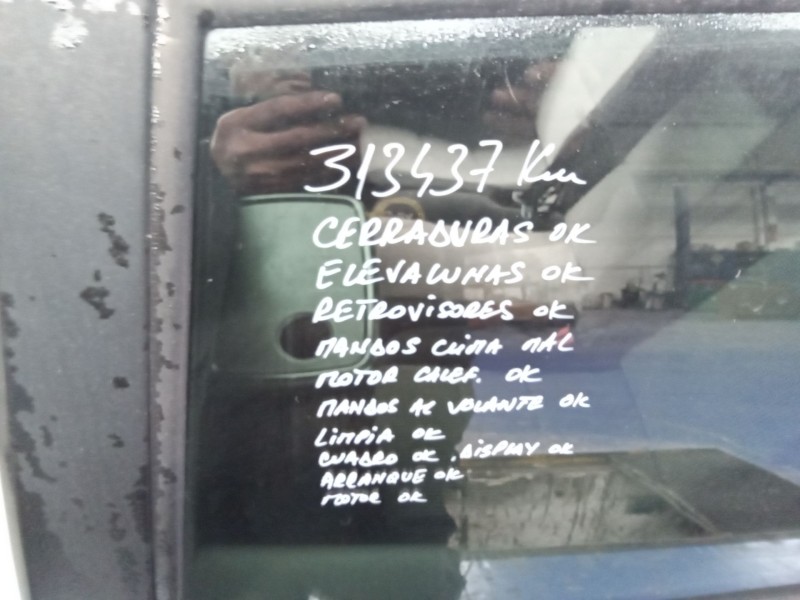 313437 Km
CERRADURAS OK
ELEVALUNAS OK
RETROVISORES OK
MANDOS CLIMA MAL
MOTOR CALEF. OK
MANDOS AL VOLANTE OK
LIMPIA OK
CUADRO OK . DISPLAY OK
ARRANQUE OK
MOTOR OK